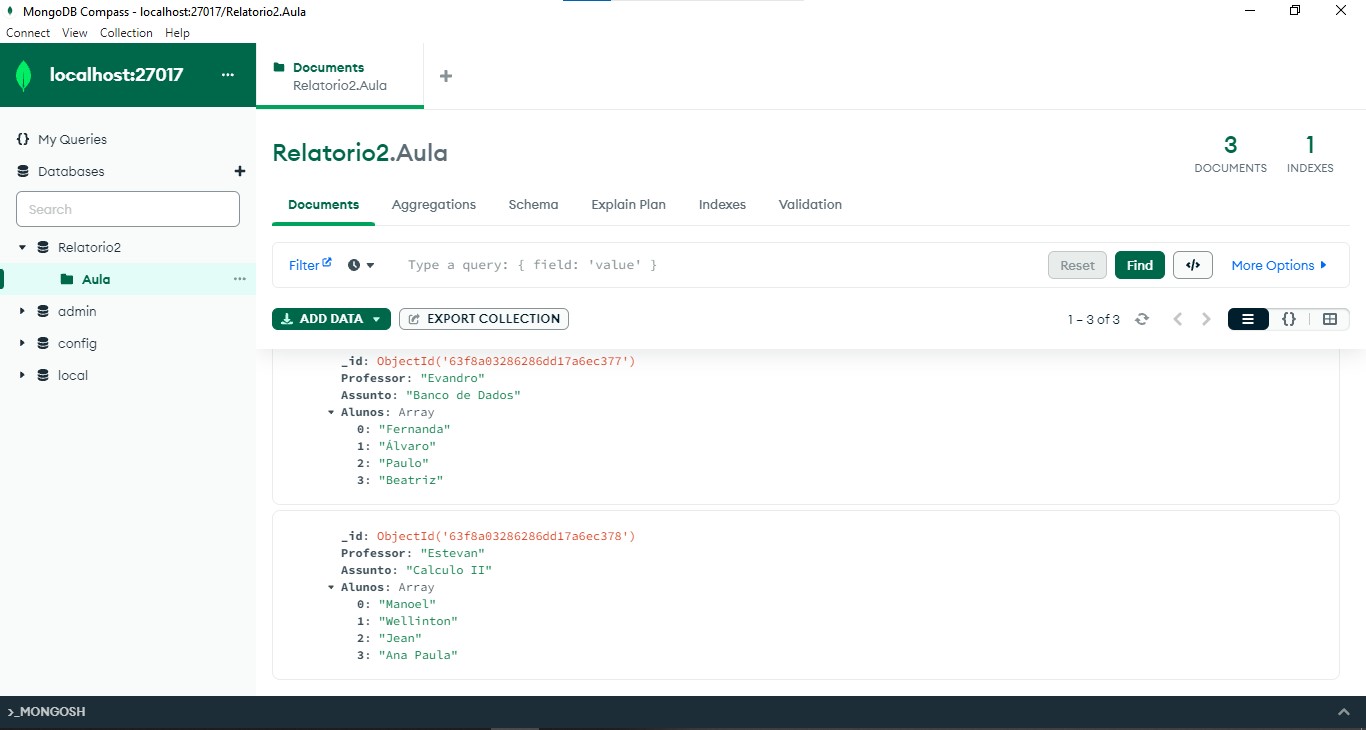 MongoDB Compass - localhost:27017/Relatorio2.Aula
Connect View Collection Help
localhost:27017 ...
Documents
Relatorio2.Aula
+
{} My Queries
Databases +
Search
Relatorio2
Aula ...
admin
config
local
Relatorio2.Aula
3
DOCUMENTS
1
INDEXES
Documents Aggregations Schema Explain Plan Indexes Validation
Filter Type a query: { field: 'value' } Reset Find </> More Options
ADD DATA EXPORT COLLECTION 1 – 3 of 3 {}
_id: ObjectId('63f8a03286286dd17a6ec377')
Professor: "Evandro"
Assunto: "Banco de Dados"
Alunos: Array
0: "Fernanda"
1: "Álvaro"
2: "Paulo"
3: "Beatriz"
_id: ObjectId('63f8a03286286dd17a6ec378')
Professor: "Estevan"
Assunto: "Calculo II"
Alunos: Array
0: "Manoel"
1: "Wellinton"
2: "Jean"
3: "Ana Paula"
>_MONGOSH